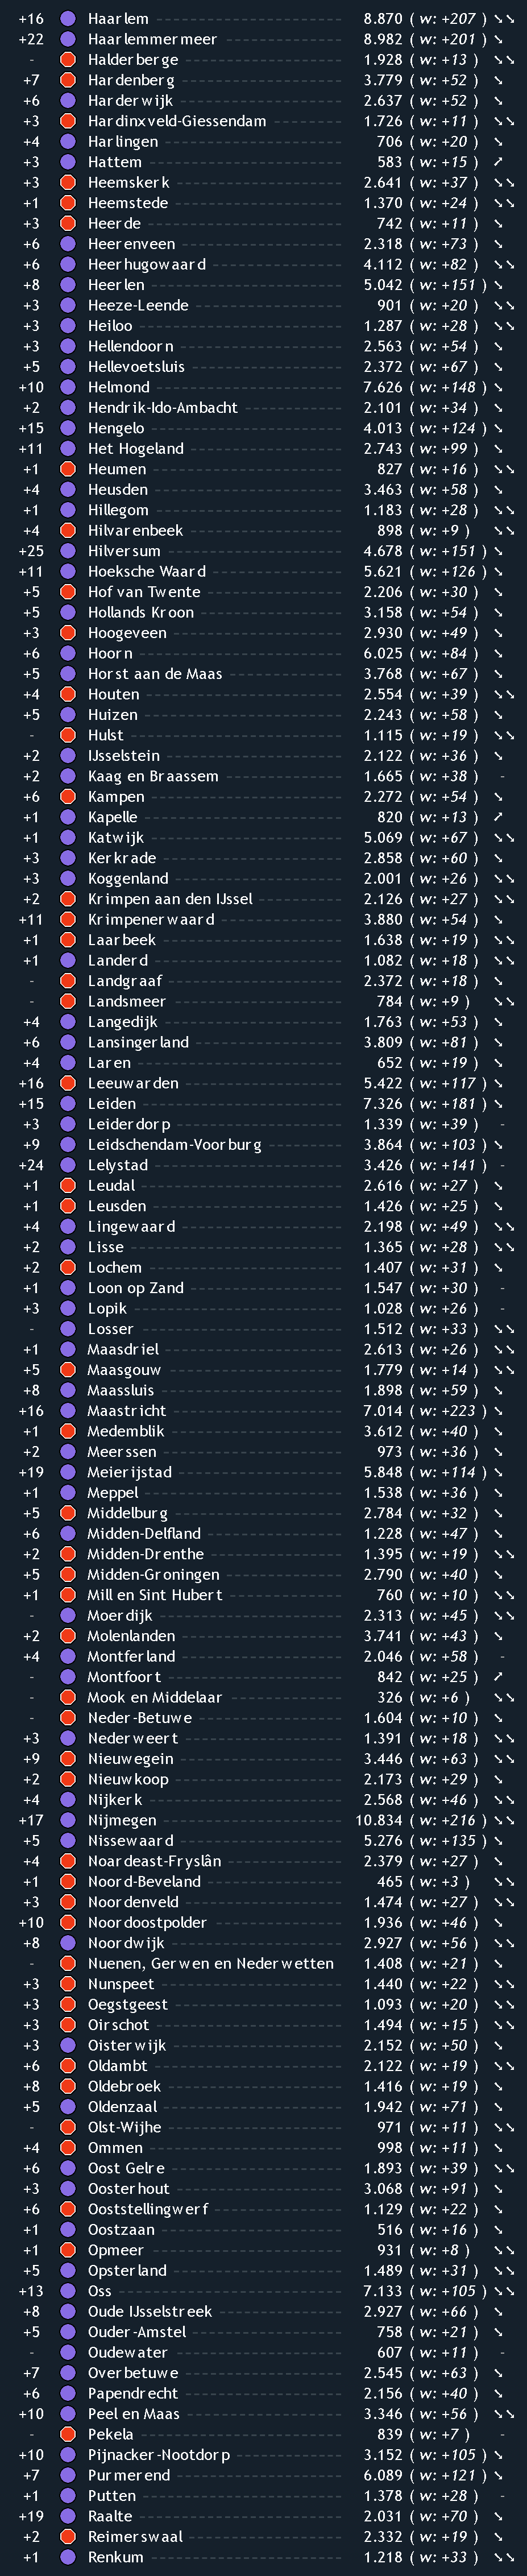 +16 Haarlem 8.870 ( w: +207 ) ↘↘
+22 Haarlemmermeer 8.982 ( w: +201 ) ↘
- Halderberge 1.928 ( w: +13 ) ↘↘
+7 Hardenberg 3.779 ( w: +52 ) ↘
+6 Harderwijk 2.637 ( w: +52 ) ↘
+3 Hardinxveld-Giessendam 1.726 ( w: +11 ) ↘↘
+4 Harlingen 706 ( w: +20 ) ↘
+3 Hattem 583 ( w: +15 ) ↗
+3 Heemskerk 2.641 ( w: +37 ) ↘↘
+1 Heemstede 1.370 ( w: +24 ) ↘↘
+3 Heerde 742 ( w: +11 ) ↘
+6 Heerenveen 2.318 ( w: +73 ) ↘
+6 Heerhugowaard 4.112 ( w: +82 ) ↘↘
+8 Heerlen 5.042 ( w: +151 ) ↘
+3 Heeze-Leende 901 ( w: +20 ) ↘↘
+3 Heiloo 1.287 ( w: +28 ) ↘↘
+3 Hellendoorn 2.563 ( w: +54 ) ↘
+5 Hellevoetsluis 2.372 ( w: +67 ) ↘
+10 Helmond 7.626 ( w: +148 ) ↘
+2 Hendrik-Ido-Ambacht 2.101 ( w: +34 ) ↘
+15 Hengelo 4.013 ( w: +124 ) ↘
+11 Het Hogeland 2.743 ( w: +99 ) ↘
+1 Heumen 827 ( w: +16 ) ↘↘
+4 Heusden 3.463 ( w: +58 ) ↘
+1 Hillegom 1.183 ( w: +28 ) ↘↘
+4 Hilvarenbeek 898 ( w: +9 ) ↘↘
+25 Hilversum 4.678 ( w: +151 ) ↘
+11 Hoeksche Waard 5.621 ( w: +126 ) ↘
+5 Hof van Twente 2.206 ( w: +30 ) ↘
+5 Hollands Kroon 3.158 ( w: +54 ) ↘
+3 Hoogeveen 2.930 ( w: +49 ) ↘
+6 Hoorn 6.025 ( w: +84 ) ↘
+5 Horst aan de Maas 3.768 ( w: +67 ) ↘
+4 Houten 2.554 ( w: +39 ) ↘↘
+5 Huizen 2.243 ( w: +58 ) ↘
- Hulst 1.115 ( w: +19 ) ↘↘
+2 IJsselstein 2.122 ( w: +36 ) ↘
+2 Kaag en Braassem 1.665 ( w: +38 ) -
+6 Kampen 2.272 ( w: +54 ) ↘
+1 Kapelle 820 ( w: +13 ) ↗
+1 Katwijk 5.069 ( w: +67 ) ↘↘
+3 Kerkrade 2.858 ( w: +60 ) ↘
+3 Koggenland 2.001 ( w: +26 ) ↘↘
+2 Krimpen aan den IJssel 2.126 ( w: +27 ) ↘↘
+11 Krimpenerwaard 3.880 ( w: +54 ) ↘
+1 Laarbeek 1.638 ( w: +19 ) ↘↘
+1 Landerd 1.082 ( w: +18 ) ↘↘
- Landgraaf 2.372 ( w: +18 ) ↘
- Landsmeer 784 ( w: +9 ) ↘↘
+4 Langedijk 1.763 ( w: +53 ) ↘
+6 Lansingerland 3.809 ( w: +81 ) ↘
+4 Laren 652 ( w: +19 ) ↘
+16 Leeuwarden 5.422 ( w: +117 ) ↘
+15 Leiden 7.326 ( w: +181 ) ↘
+3 Leiderdorp 1.339 ( w: +39 ) -
+9 Leidschendam-Voorburg 3.864 ( w: +103 ) ↘
+24 Lelystad 3.426 ( w: +141 ) -
+1 Leudal 2.616 ( w: +27 ) ↘
+1 Leusden 1.426 ( w: +25 ) ↘
+4 Lingewaard 2.198 ( w: +49 ) ↘↘
+2 Lisse 1.365 ( w: +28 ) ↘↘
+2 Lochem 1.407 ( w: +31 ) ↘
+1 Loon op Zand 1.547 ( w: +30 ) -
+3 Lopik 1.028 ( w: +26 ) -
- Losser 1.512 ( w: +33 ) ↘↘
+1 Maasdriel 2.613 ( w: +26 ) ↘↘
+5 Maasgouw 1.779 ( w: +14 ) ↘↘
+8 Maassluis 1.898 ( w: +59 ) ↘
+16 Maastricht 7.014 ( w: +223 ) ↘
+1 Medemblik 3.612 ( w: +40 ) ↘
+2 Meerssen 973 ( w: +36 ) ↘
+19 Meierijstad 5.848 ( w: +114 ) ↘
+1 Meppel 1.538 ( w: +36 ) ↘
+5 Middelburg 2.784 ( w: +32 ) ↘
+6 Midden-Delfland 1.228 ( w: +47 ) ↘
+2 Midden-Drenthe 1.395 ( w: +19 ) ↘↘
+5 Midden-Groningen 2.790 ( w: +40 ) ↘
+1 Mill en Sint Hubert 760 ( w: +10 ) ↘↘
- Moerdijk 2.313 ( w: +45 ) ↘↘
+2 Molenlanden 3.741 ( w: +43 ) ↘
+4 Montferland 2.046 ( w: +58 ) -
- Montfoort 842 ( w: +25 ) ↗
- Mook en Middelaar 326 ( w: +6 ) ↘↘
- Neder-Betuwe 1.604 ( w: +10 ) ↘
+3 Nederweert 1.391 ( w: +18 ) ↘↘
+9 Nieuwegein 3.446 ( w: +63 ) ↘↘
+2 Nieuwkoop 2.173 ( w: +29 ) ↘
+4 Nijkerk 2.568 ( w: +46 ) ↘↘
+17 Nijmegen 10.834 ( w: +216 ) ↘↘
+5 Nissewaard 5.276 ( w: +135 ) ↘
+4 Noardeast-Fryslân 2.379 ( w: +27 ) ↘
+1 Noord-Beveland 465 ( w: +3 ) ↘↘
+3 Noordenveld 1.474 ( w: +27 ) ↘↘
+10 Noordoostpolder 1.936 ( w: +46 ) ↘
+8 Noordwijk 2.927 ( w: +56 ) ↘↘
- Nuenen, Gerwen en Nederwetten 1.408 ( w: +21 ) ↘
+3 Nunspeet 1.440 ( w: +22 ) ↘↘
+3 Oegstgeest 1.093 ( w: +20 ) ↘↘
+3 Oirschot 1.494 ( w: +15 ) ↘↘
+3 Oisterwijk 2.152 ( w: +50 ) ↘
+6 Oldambt 2.122 ( w: +19 ) ↘↘
+8 Oldebroek 1.416 ( w: +19 ) ↘
+5 Oldenzaal 1.942 ( w: +71 ) ↘
- Olst-Wijhe 971 ( w: +11 ) ↘↘
+4 Ommen 998 ( w: +11 ) ↘
+6 Oost Gelre 1.893 ( w: +39 ) ↘↘
+3 Oosterhout 3.068 ( w: +91 ) ↘
+6 Ooststellingwerf 1.129 ( w: +22 ) ↘
+1 Oostzaan 516 ( w: +16 ) ↘
+1 Opmeer 931 ( w: +8 ) ↘↘
+5 Opsterland 1.489 ( w: +31 ) ↘↘
+13 Oss 7.133 ( w: +105 ) ↘↘
+8 Oude IJsselstreek 2.927 ( w: +66 ) ↘
+5 Ouder-Amstel 758 ( w: +21 ) ↘
- Oudewater 607 ( w: +11 ) -
+7 Overbetuwe 2.545 ( w: +63 ) ↘
+6 Papendrecht 2.156 ( w: +40 ) ↘
+10 Peel en Maas 3.346 ( w: +56 ) ↘↘
- Pekela 839 ( w: +7 ) -
+10 Pijnacker-Nootdorp 3.152 ( w: +105 ) ↘
+7 Purmerend 6.089 ( w: +121 ) ↘
+1 Putten 1.378 ( w: +28 ) -
+19 Raalte 2.031 ( w: +70 ) ↘
+2 Reimerswaal 2.332 ( w: +19 ) ↘
+1 Renkum 1.218 ( w: +33 ) ↘↘